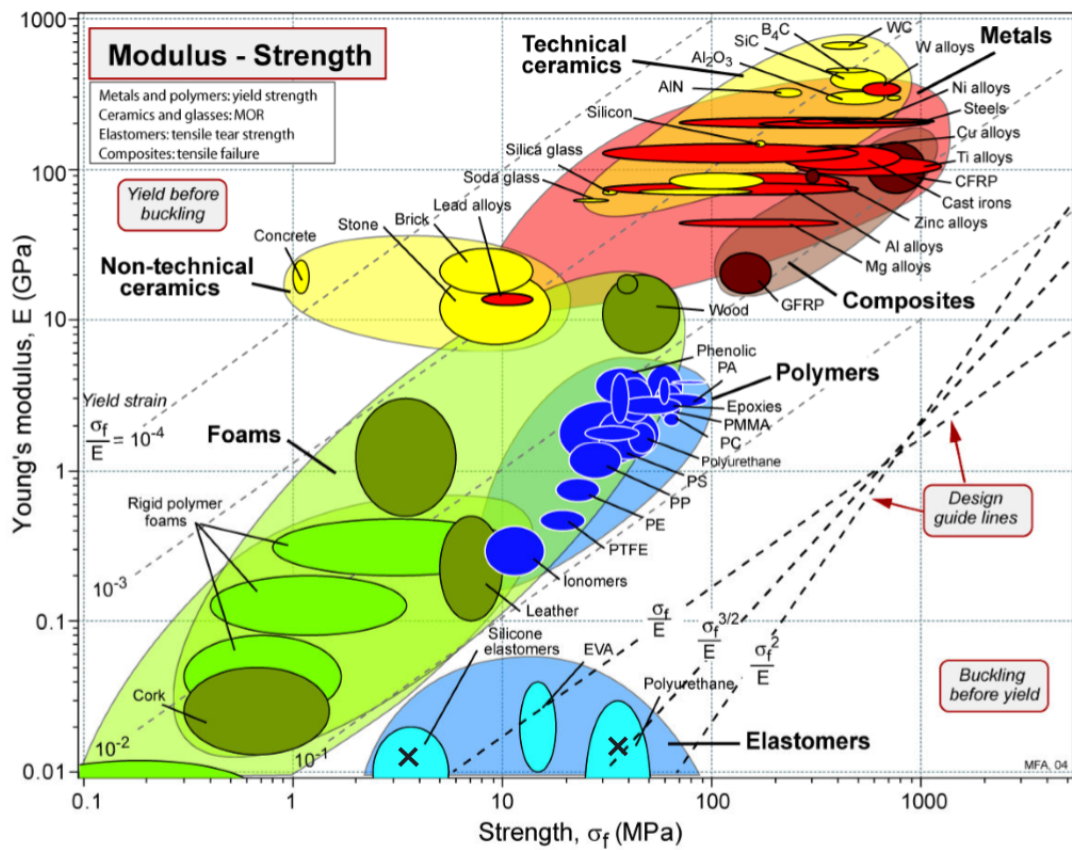 1000
Modulus - Strength
Metals and polymers: yield strength
Ceramics and glasses: MOR
Elastomers: tensile tear strength
Composites: tensile failure
Technical
ceramics
B₄C
WC
SiC
Al₂O₃
AlN
Silicon
Silica glass
Soda glass
Metals
W alloys
Ni alloys
Steels
Cu alloys
Ti alloys
CFRP
Cast irons
Zinc alloys
Al alloys
Mg alloys
GFRP
Composites
100
Yield before
buckling
Lead alloys
Brick
Stone
Concrete
Non-technical
ceramics
10
Wood
Phenolic
PA
Polymers
Epoxies
PMMA
PC
Polyurethane
PS
PP
PE
PTFE
Ionomers
Leather
Yield strain
σf/E = 10⁻⁴
Foams
1
Rigid polymer
foams
Design
guide lines
10⁻³
0.1
Silicone
elastomers
EVA
Polyurethane
σf/E
σf^3/2/E
σf²/E
Buckling
before yield
Cork
10⁻²
10⁻¹
Elastomers
MFA, 04
0.01
0.1
1
10
100
1000
Young's modulus, E (GPa)
Strength, σf (MPa)